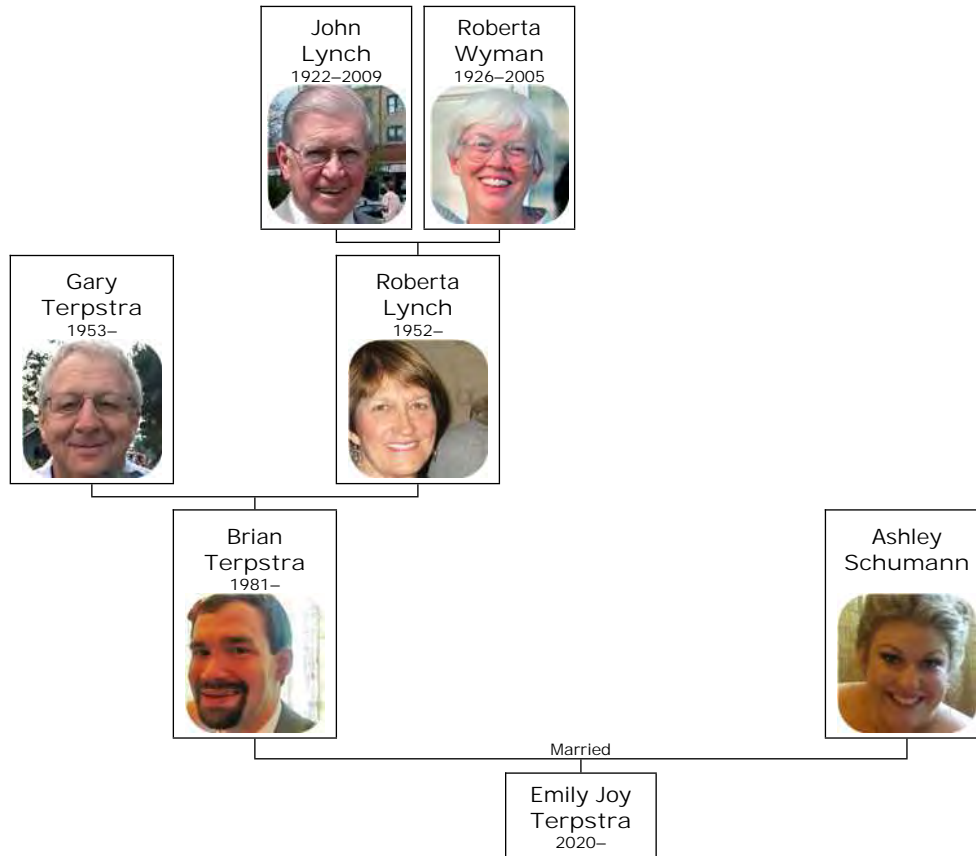 John
Lynch
1922–2009
Roberta
Wyman
1926–2005
Gary
Terpstra
1953–
Roberta
Lynch
1952–
Brian
Terpstra
1981–
Ashley
Schumann
Married
Emily Joy
Terpstra
2020–